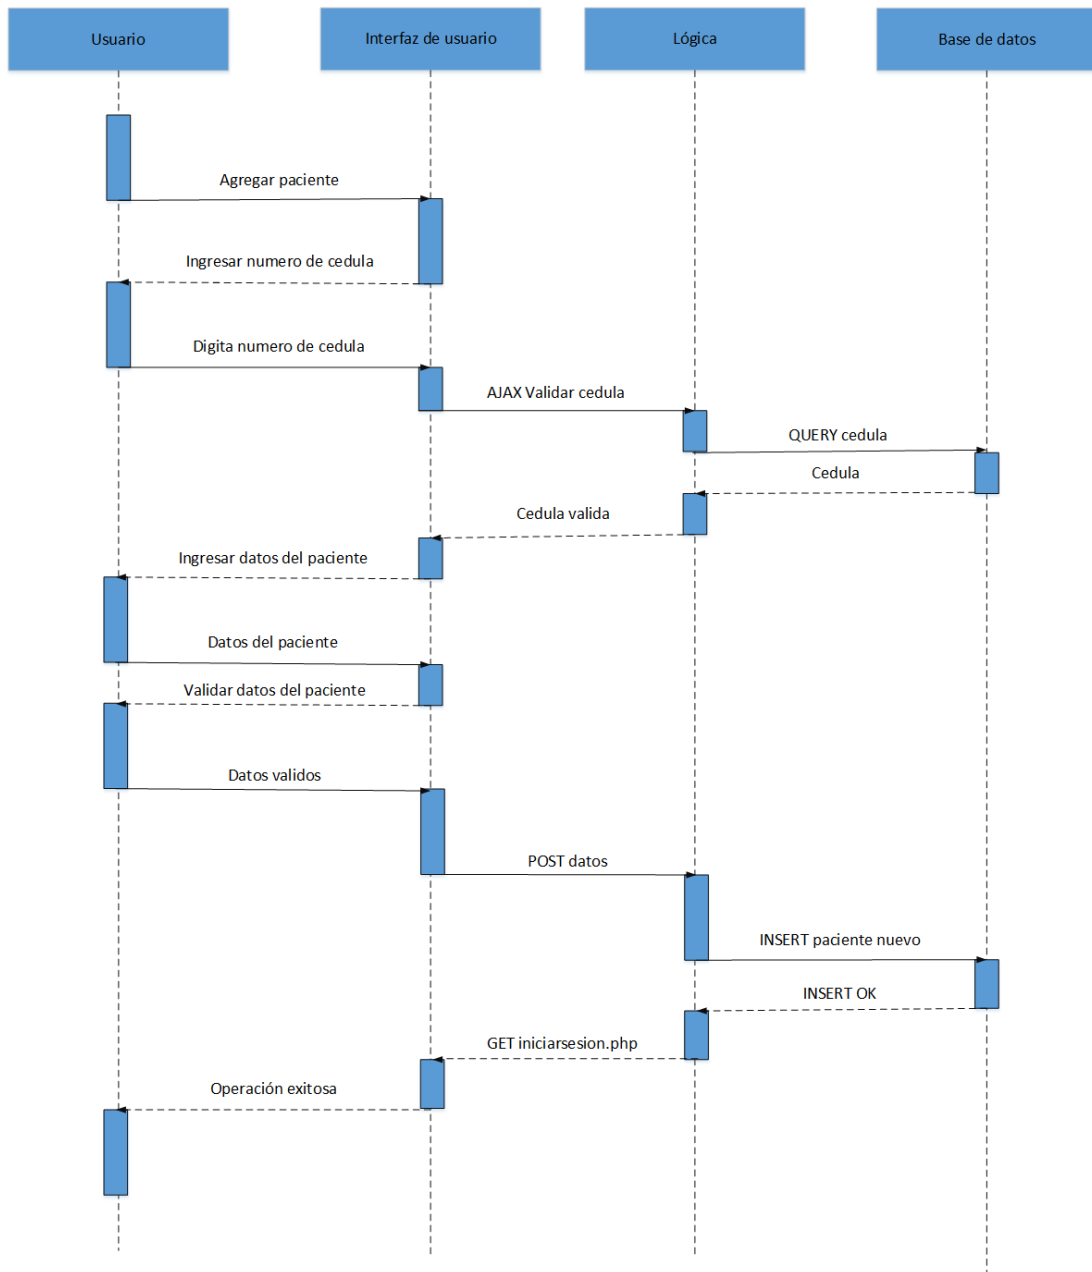 Usuario
Interfaz de usuario
Lógica
Base de datos
Agregar paciente
Ingresar numero de cedula
Digita numero de cedula
AJAX Validar cedula
QUERY cedula
Cedula
Cedula valida
Ingresar datos del paciente
Datos del paciente
Validar datos del paciente
Datos validos
POST datos
INSERT paciente nuevo
INSERT OK
GET iniciarsesion.php
Operación exitosa